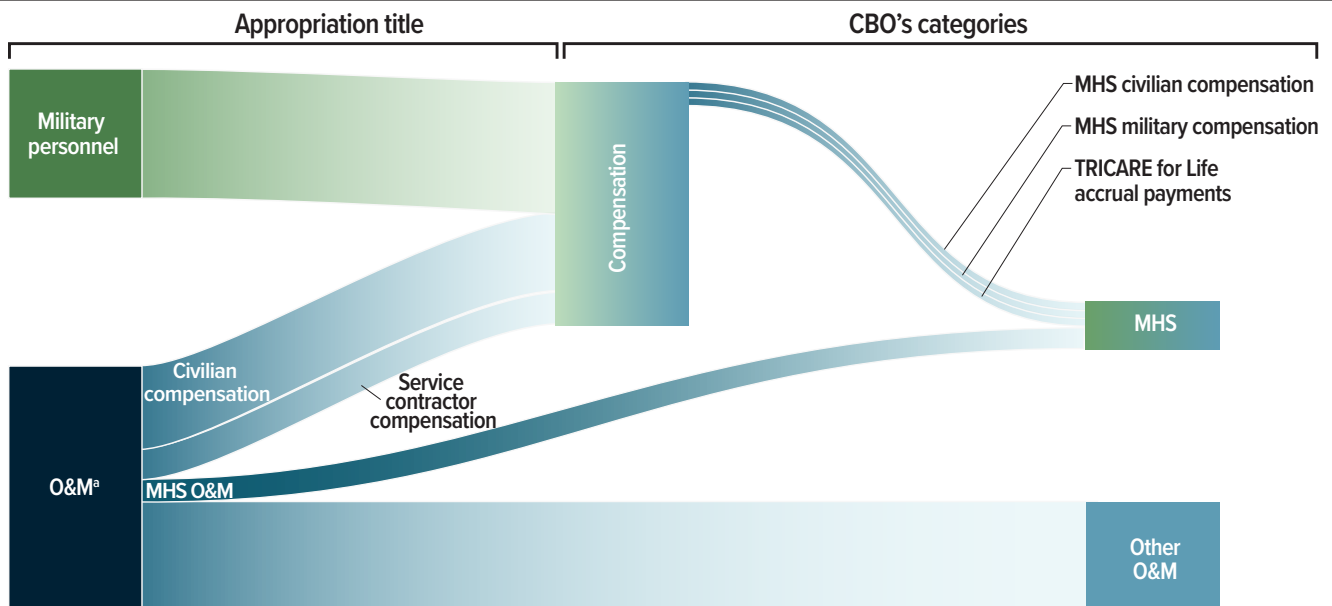 Appropriation title
CBO’s categories
Military
personnel
Compensation
MHS civilian compensation
MHS military compensation
TRICARE for Life
accrual payments
MHS
Civilian
compensation
Service
contractor
compensation
O&Mᵃ
MHS O&M
Other
O&M